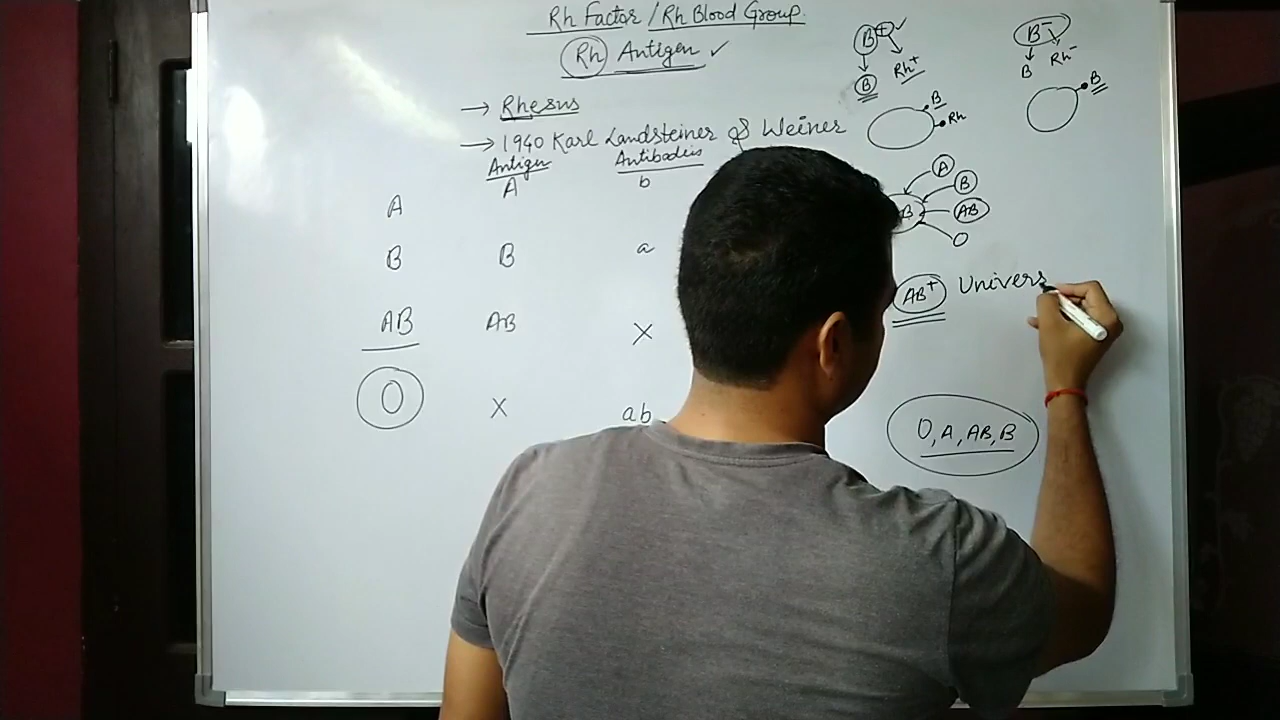 Rh Factor / Rh Blood Group
Rh Antigen ✓
→ Rhesus
→ 1940 Karl Landsteiner & Weiner
Antigen Antibodies
A A b
B B a
AB AB X
O X ab
B+ ✓
B Rh+
B
Rh
B-
B Rh-
B
A
B
B AB
O
AB+ Univers
O, A, AB, B